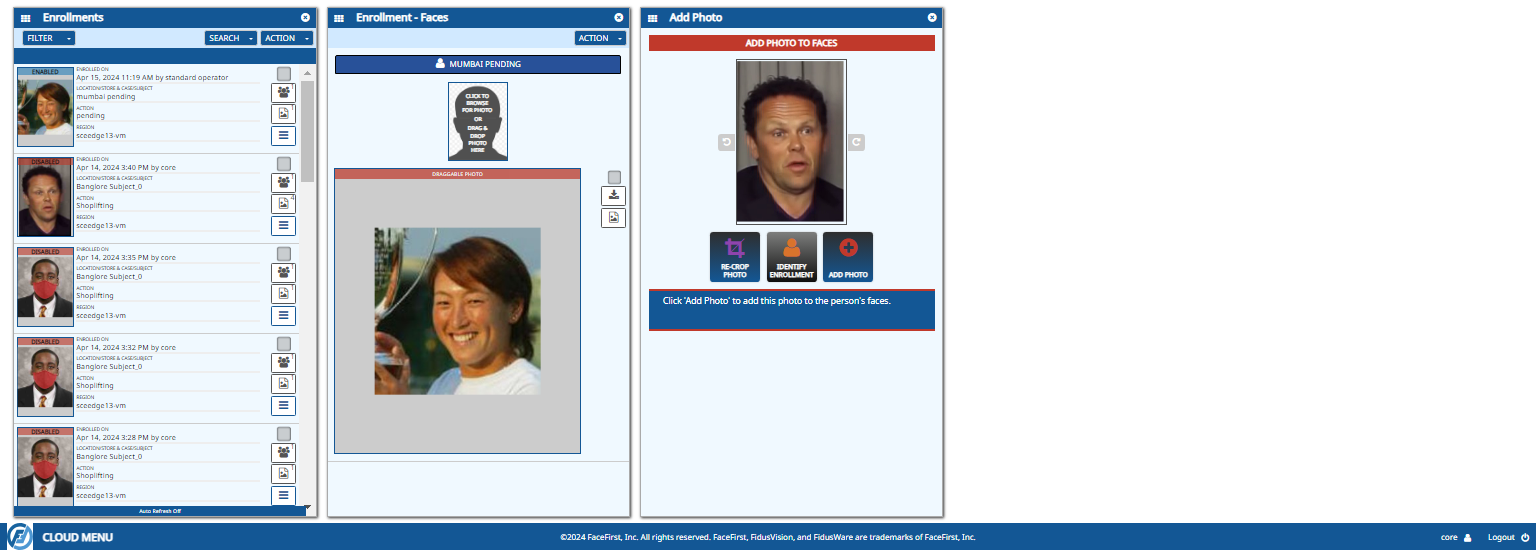 Enrollments
FILTER
SEARCH
ACTION
ENABLED
ENROLLED ON
Apr 15, 2024 11:19 AM by standard operator
LOCATION/STORE & CASE/SUBJECT
mumbai pending
ACTION
pending
REGION
sceedge13-vm
DISABLED
ENROLLED ON
Apr 14, 2024 3:40 PM by core
LOCATION/STORE & CASE/SUBJECT
Banglore Subject_0
ACTION
Shoplifting
REGION
sceedge13-vm
DISABLED
ENROLLED ON
Apr 14, 2024 3:35 PM by core
LOCATION/STORE & CASE/SUBJECT
Banglore Subject_0
ACTION
Shoplifting
REGION
sceedge13-vm
DISABLED
ENROLLED ON
Apr 14, 2024 3:32 PM by core
LOCATION/STORE & CASE/SUBJECT
Banglore Subject_0
ACTION
Shoplifting
REGION
sceedge13-vm
DISABLED
ENROLLED ON
Apr 14, 2024 3:28 PM by core
LOCATION/STORE & CASE/SUBJECT
Banglore Subject_0
ACTION
Shoplifting
REGION
sceedge13-vm
Auto Refresh Off
Enrollment - Faces
ACTION
MUMBAI PENDING
CLICK TO
BROWSE
FOR PHOTO
OR
DRAG &
DROP
PHOTO
HERE
DRAGGABLE PHOTO
Add Photo
ADD PHOTO TO FACES
RE-CROP
PHOTO
IDENTIFY
ENROLLMENT
ADD PHOTO
Click 'Add Photo' to add this photo to the person's faces.
CLOUD MENU
©2024 FaceFirst, Inc. All rights reserved. FaceFirst, FidusVision, and FidusWare are trademarks of FaceFirst, Inc.
core
Logout